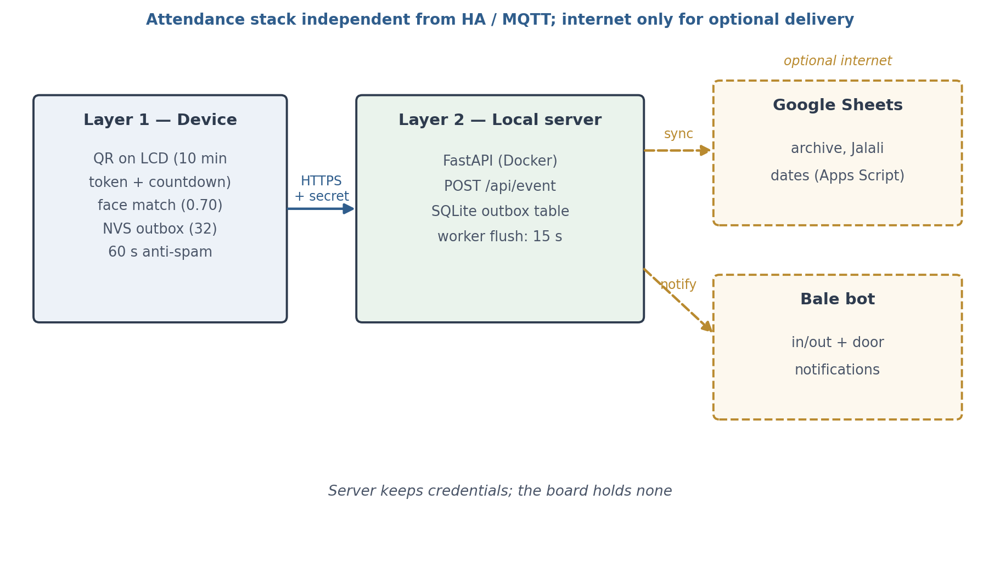 Attendance stack independent from HA / MQTT; internet only for optional delivery
Layer 1 — Device
QR on LCD (10 min
token + countdown)
face match (0.70)
NVS outbox (32)
60 s anti-spam
HTTPS
+ secret
Layer 2 — Local server
FastAPI (Docker)
POST /api/event
SQLite outbox table
worker flush: 15 s
sync
notify
optional internet
Google Sheets
archive, Jalali
dates (Apps Script)
Bale bot
in/out + door
notifications
Server keeps credentials; the board holds none